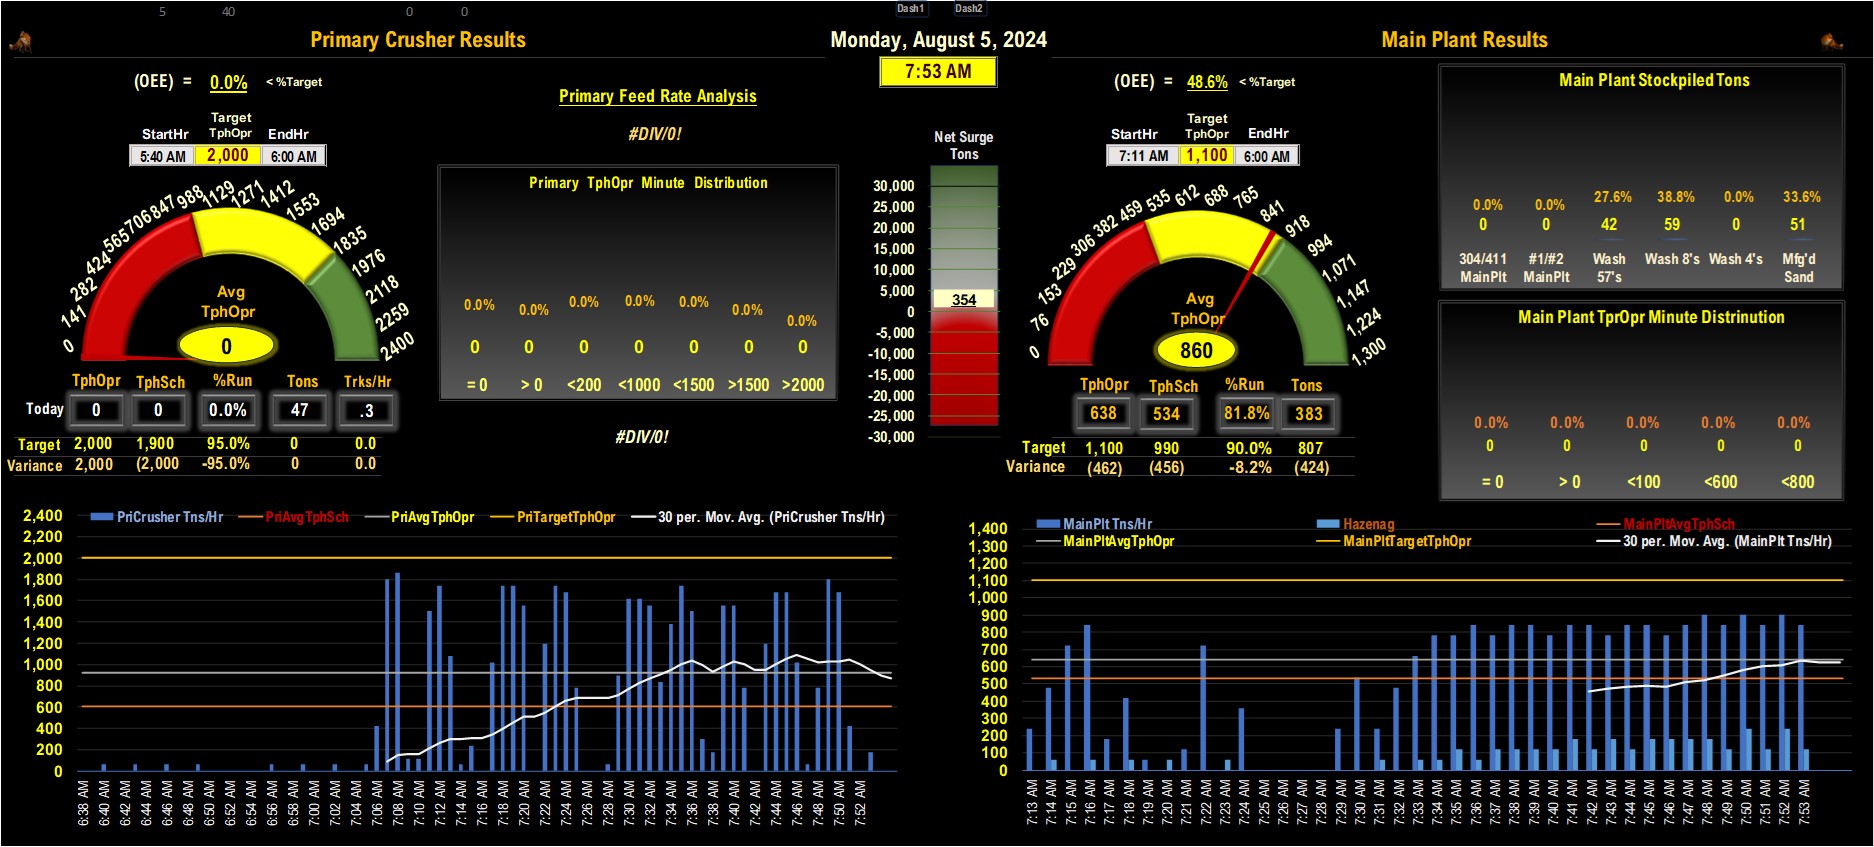 5 40 0 0 Dash1 Dash2
Primary Crusher Results
Monday, August 5, 2024
Main Plant Results
7:53 AM
(OEE) = 0.0% < %Target
Primary Feed Rate Analysis
#DIV/0!
Target
StartHr TphOpr EndHr
5:40 AM 2,000 6:00 AM
0 141 282 424 565 706 847 988 1129 1271 1412 1553 1694 1835 1976 2118 2259 2400
Avg
TphOpr
0
TphOpr TphSch %Run Tons Trks/Hr
Today 0 0 0.0% 47 .3
Target 2,000 1,900 95.0% 0 0.0
Variance 2,000 (2,000 -95.0% 0 0.0
Primary TphOpr Minute Distribution
0.0% 0.0% 0.0% 0.0% 0.0% 0.0% 0.0%
0 0 0 0 0 0 0
= 0 > 0 <200 <1000 <1500 >1500 >2000
#DIV/0!
Net Surge
Tons
30,000
25,000
20,000
15,000
10,000
5,000
354
0
-5,000
-10,000
-15,000
-20,000
-25,000
-30,000
(OEE) = 48.6% < %Target
Target
StartHr TphOpr EndHr
7:11 AM 1,100 6:00 AM
0 76 153 229 306 382 459 535 612 688 765 841 918 994 1,071 1,147 1,224 1,300
Avg
TphOpr
860
TphOpr TphSch %Run Tons
638 534 81.8% 383
Target 1,100 990 90.0% 807
Variance (462) (456) -8.2% (424)
Main Plant Stockpiled Tons
0.0% 0.0% 27.6% 38.8% 0.0% 33.6%
0 0 42 59 0 51
304/411 #1/#2 Wash Wash 8's Wash 4's Mfg'd
MainPlt MainPlt 57's Sand
Main Plant TprOpr Minute Distrinution
0.0% 0.0% 0.0% 0.0% 0.0%
0 0 0 0 0
= 0 > 0 <100 <600 <800
PriCrusher Tns/Hr PriAvgTphSch PriAvgTphOpr PriTargetTphOpr 30 per. Mov. Avg. (PriCrusher Tns/Hr)
2,400
2,200
2,000
1,800
1,600
1,400
1,200
1,000
800
600
400
200
0
6:38 AM 6:40 AM 6:42 AM 6:44 AM 6:46 AM 6:48 AM 6:50 AM 6:52 AM 6:54 AM 6:56 AM 6:58 AM 7:00 AM 7:02 AM 7:04 AM 7:06 AM 7:08 AM 7:10 AM 7:12 AM 7:14 AM 7:16 AM 7:18 AM 7:20 AM 7:22 AM 7:24 AM 7:26 AM 7:28 AM 7:30 AM 7:32 AM 7:34 AM 7:36 AM 7:38 AM 7:40 AM 7:42 AM 7:44 AM 7:46 AM 7:48 AM 7:50 AM 7:52 AM
MainPlt Tns/Hr Hazenag MainPltAvgTphSch
MainPltAvgTphOpr MainPltTargetTphOpr 30 per. Mov. Avg. (MainPlt Tns/Hr)
1,400
1,300
1,200
1,100
1,000
900
800
700
600
500
400
300
200
100
0
7:13 AM 7:14 AM 7:15 AM 7:16 AM 7:17 AM 7:18 AM 7:19 AM 7:20 AM 7:21 AM 7:22 AM 7:23 AM 7:24 AM 7:25 AM 7:26 AM 7:27 AM 7:28 AM 7:29 AM 7:30 AM 7:31 AM 7:32 AM 7:33 AM 7:34 AM 7:35 AM 7:36 AM 7:37 AM 7:38 AM 7:39 AM 7:40 AM 7:41 AM 7:42 AM 7:43 AM 7:44 AM 7:45 AM 7:46 AM 7:47 AM 7:48 AM 7:49 AM 7:50 AM 7:51 AM 7:52 AM 7:53 AM